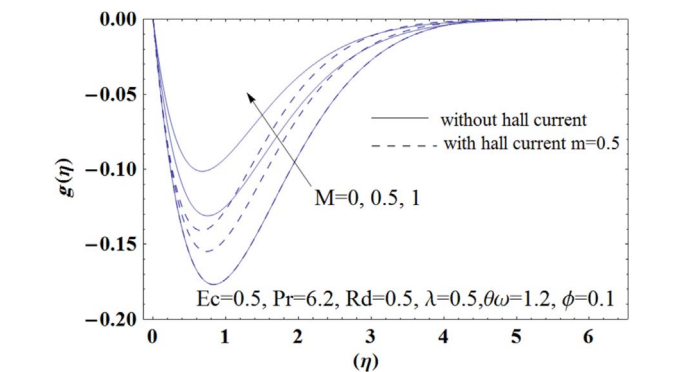 0.00
−0.05
−0.10
−0.15
−0.20
g(η)
without hall current
with hall current m=0.5
M=0, 0.5, 1
Ec=0.5, Pr=6.2, Rd=0.5, λ=0.5,θω=1.2, ϕ=0.1
0 1 2 3 4 5 6
(η)